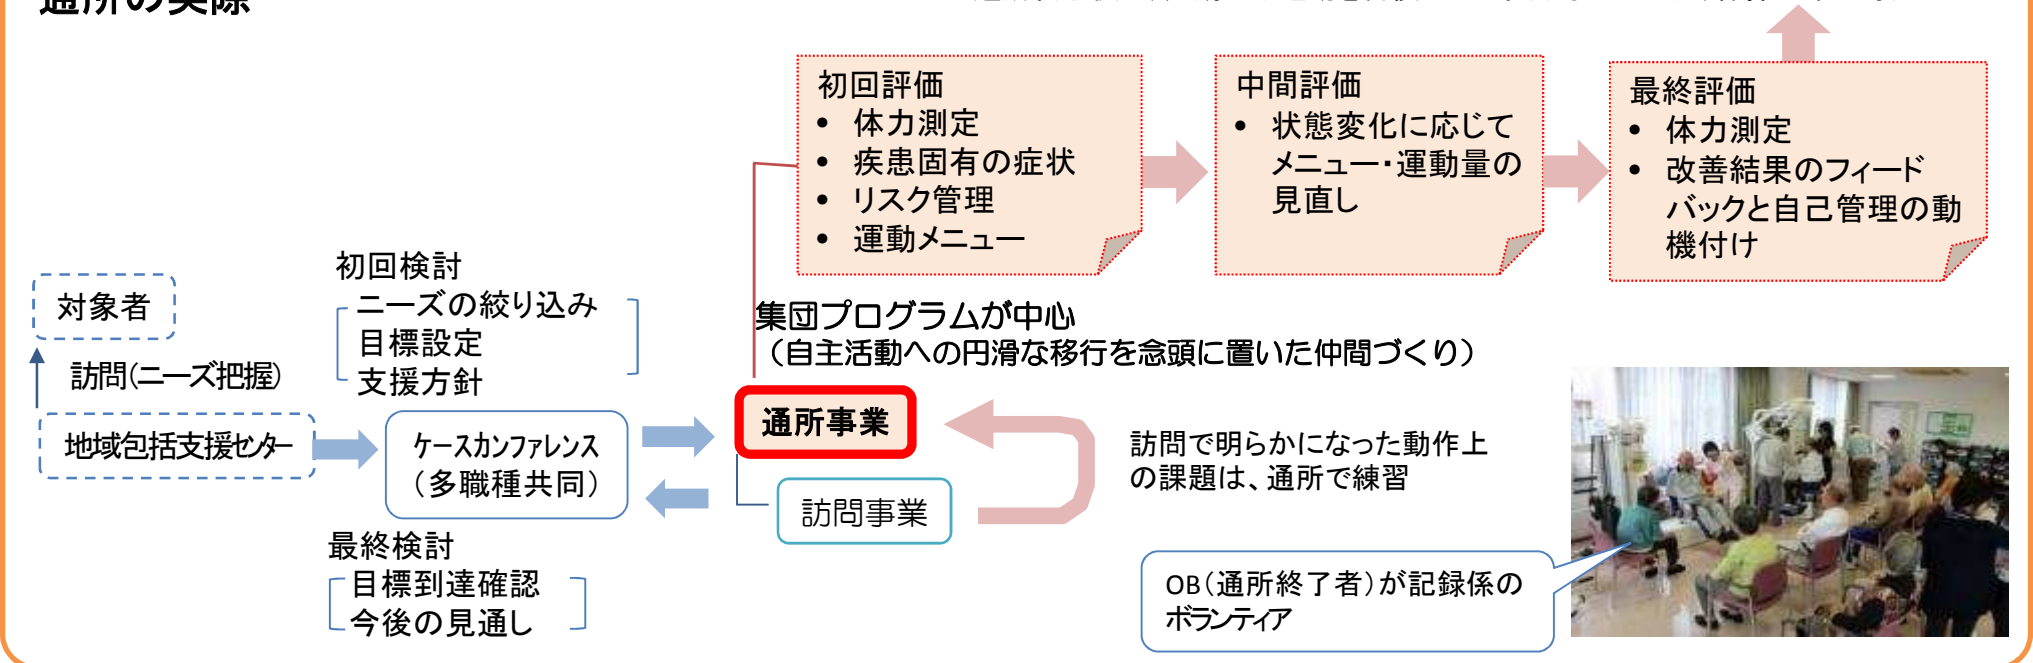 通所の実際
初回評価
• 体力測定
• 疾患固有の症状
• リスク管理
• 運動メニュー
中間評価
• 状態変化に応じて
メニュー・運動量の
見直し
最終評価
• 体力測定
• 改善結果のフィード
バックと自己管理の動
機付け
初回検討
ニーズの絞り込み
目標設定
支援方針
対象者
訪問(ニーズ把握)
地域包括支援センター
ケースカンファレンス
（多職種共同）
集団プログラムが中心
（自主活動への円滑な移行を念頭に置いた仲間づくり）
通所事業
訪問事業
訪問で明らかになった動作上
の課題は、通所で練習
最終検討
目標到達確認
今後の見通し
OB（通所終了者）が記録係の
ボランティア